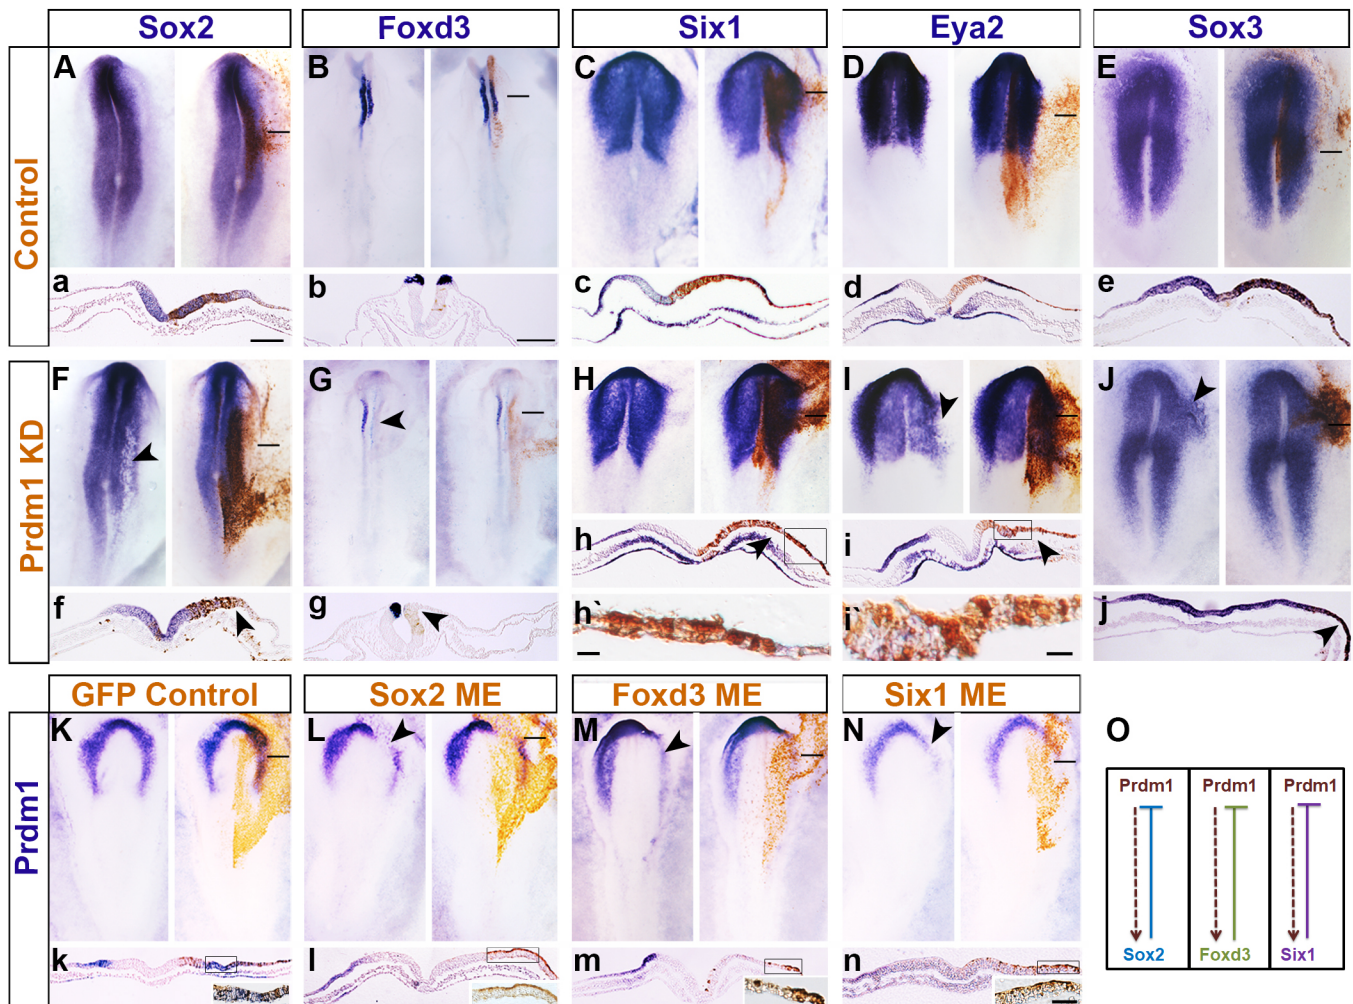 Sox2 Foxd3 Six1 Eya2 Sox3
Control
A B C D E
a b c d e
Prdm1 KD
F G H I J
h i
f g h` i` j
GFP Control Sox2 ME Foxd3 ME Six1 ME
Prdm1
K L M N O
Prdm1 Prdm1 Prdm1
Sox2 Foxd3 Six1
k l m n